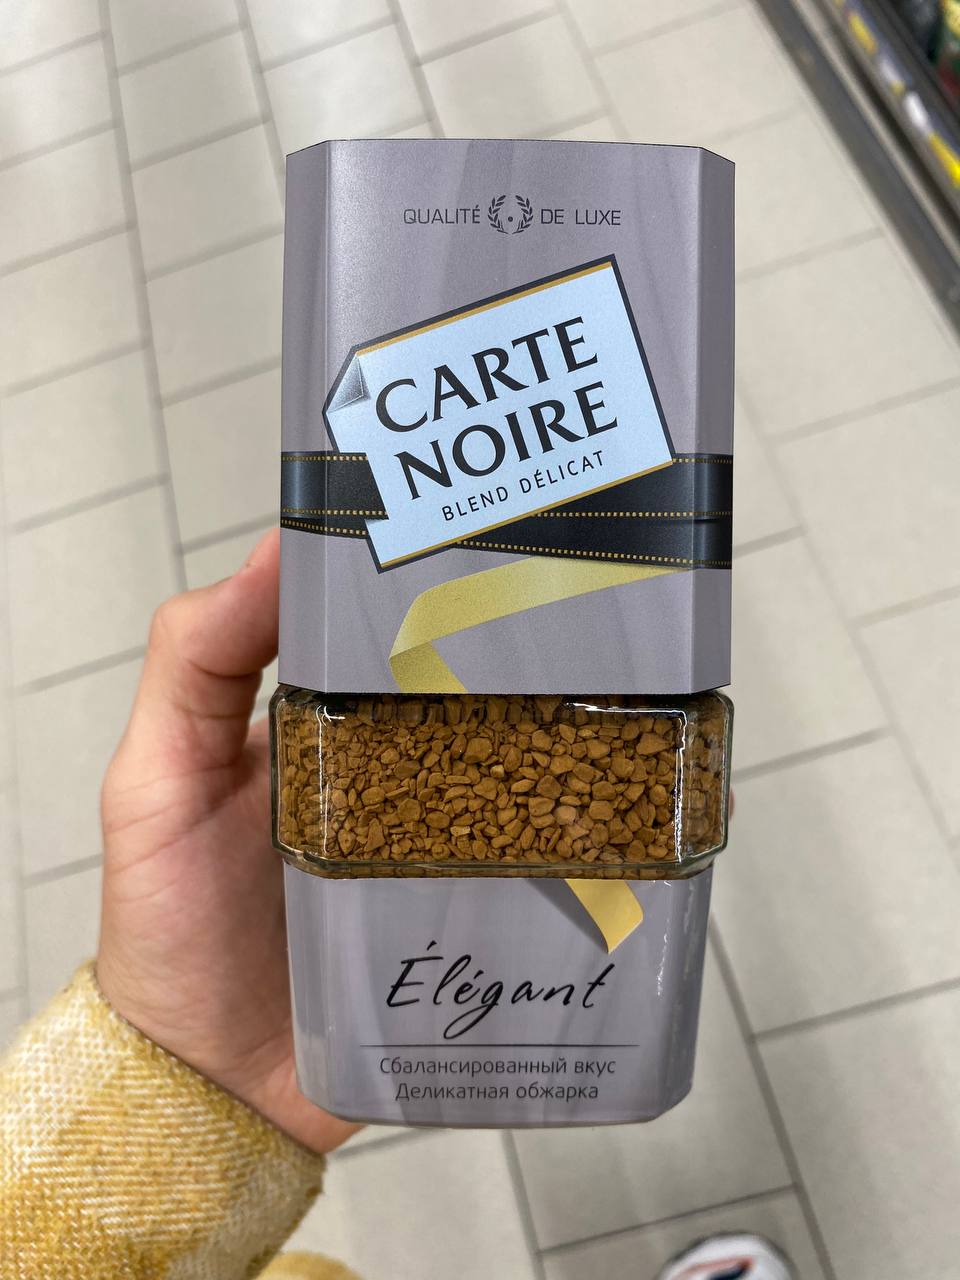 QUALITÉ DE LUXE
CARTE
NOIRE
BLEND DÉLICAT
Élégant
Сбалансированный вкус
Деликатная обжарка